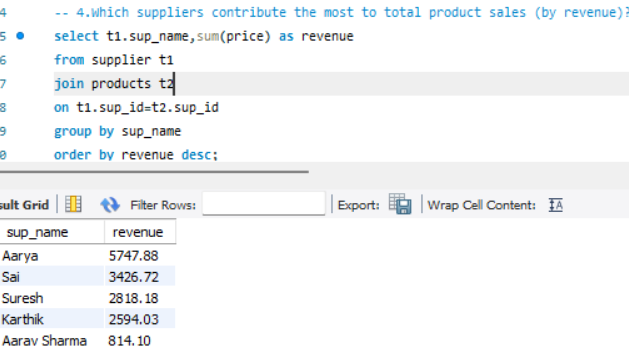 4 -- 4.Which suppliers contribute the most to total product sales (by revenue)?
5 select t1.sup_name,sum(price) as revenue
6 from supplier t1
7 join products t2
8 on t1.sup_id=t2.sup_id
9 group by sup_name
0 order by revenue desc;
sult Grid Filter Rows: Export: Wrap Cell Content:
sup_name revenue
Aarya 5747.88
Sai 3426.72
Suresh 2818.18
Karthik 2594.03
Aarav Sharma 814.10